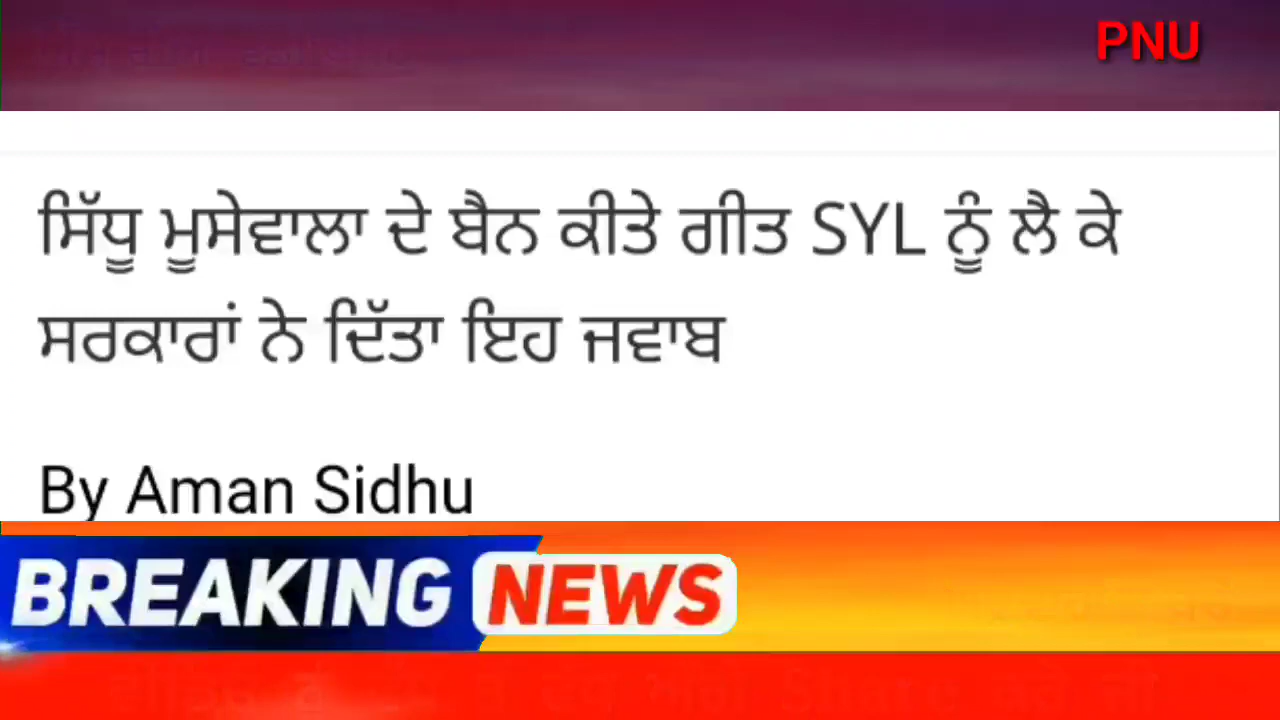 PNU
ਸਿੱਧੂ ਮੂਸੇਵਾਲਾ ਦੇ ਬੈਨ ਕੀਤੇ ਗੀਤ SYL ਨੂੰ ਲੈ ਕੇ
ਸਰਕਾਰਾਂ ਨੇ ਦਿੱਤਾ ਇਹ ਜਵਾਬ
By Aman Sidhu
BREAKING NEWS